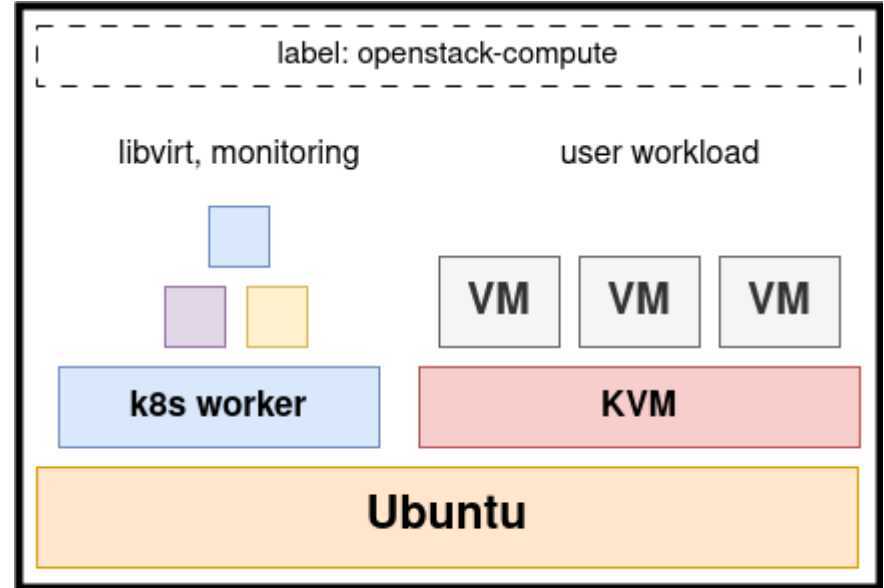 label: openstack-compute
libvirt, monitoring
user workload
VM
VM
VM
k8s worker
KVM
Ubuntu